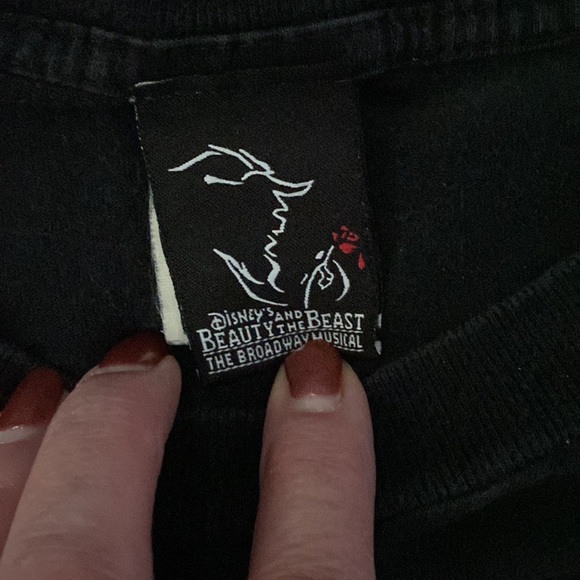 Disney's
Beauty and the Beast
The Broadway Musical